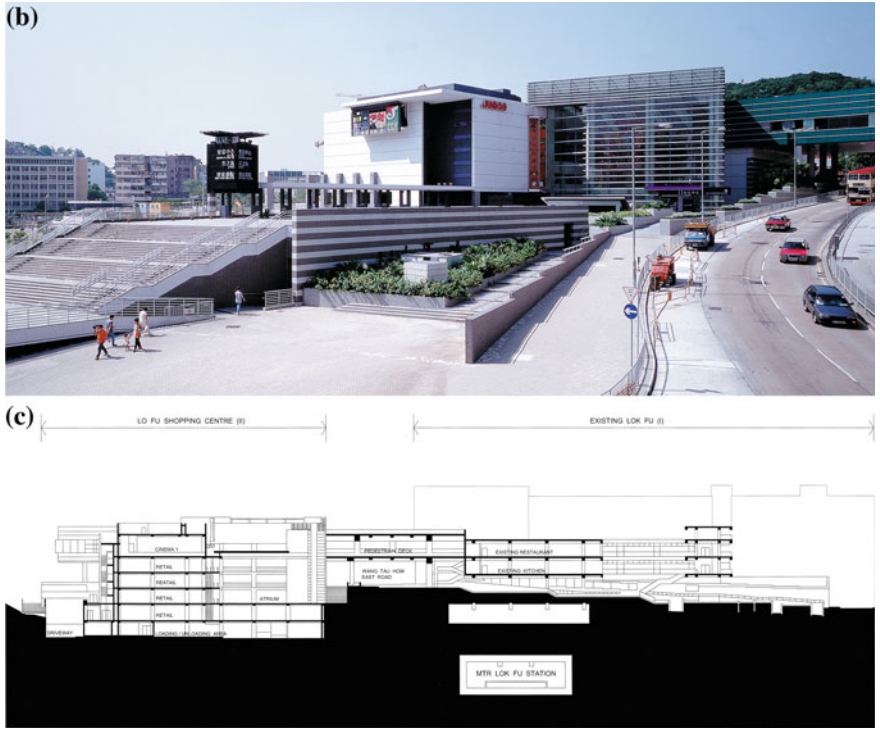 (b)
(c)
LO FU SHOPPING CENTRE (II)
EXISTING LOK FU (I)
CINEMA 1
RETAIL
REATAIL
RETAIL
RETAIL
ATRIUM
LOADING / UNLOADING AREA
DRIVEWAY
PEDESTRIAN DECK
WANG TAU HOM
EAST ROAD
EXISTING RESTAURANT
EXISTING KITCHEN
MTR LOK FU STATION